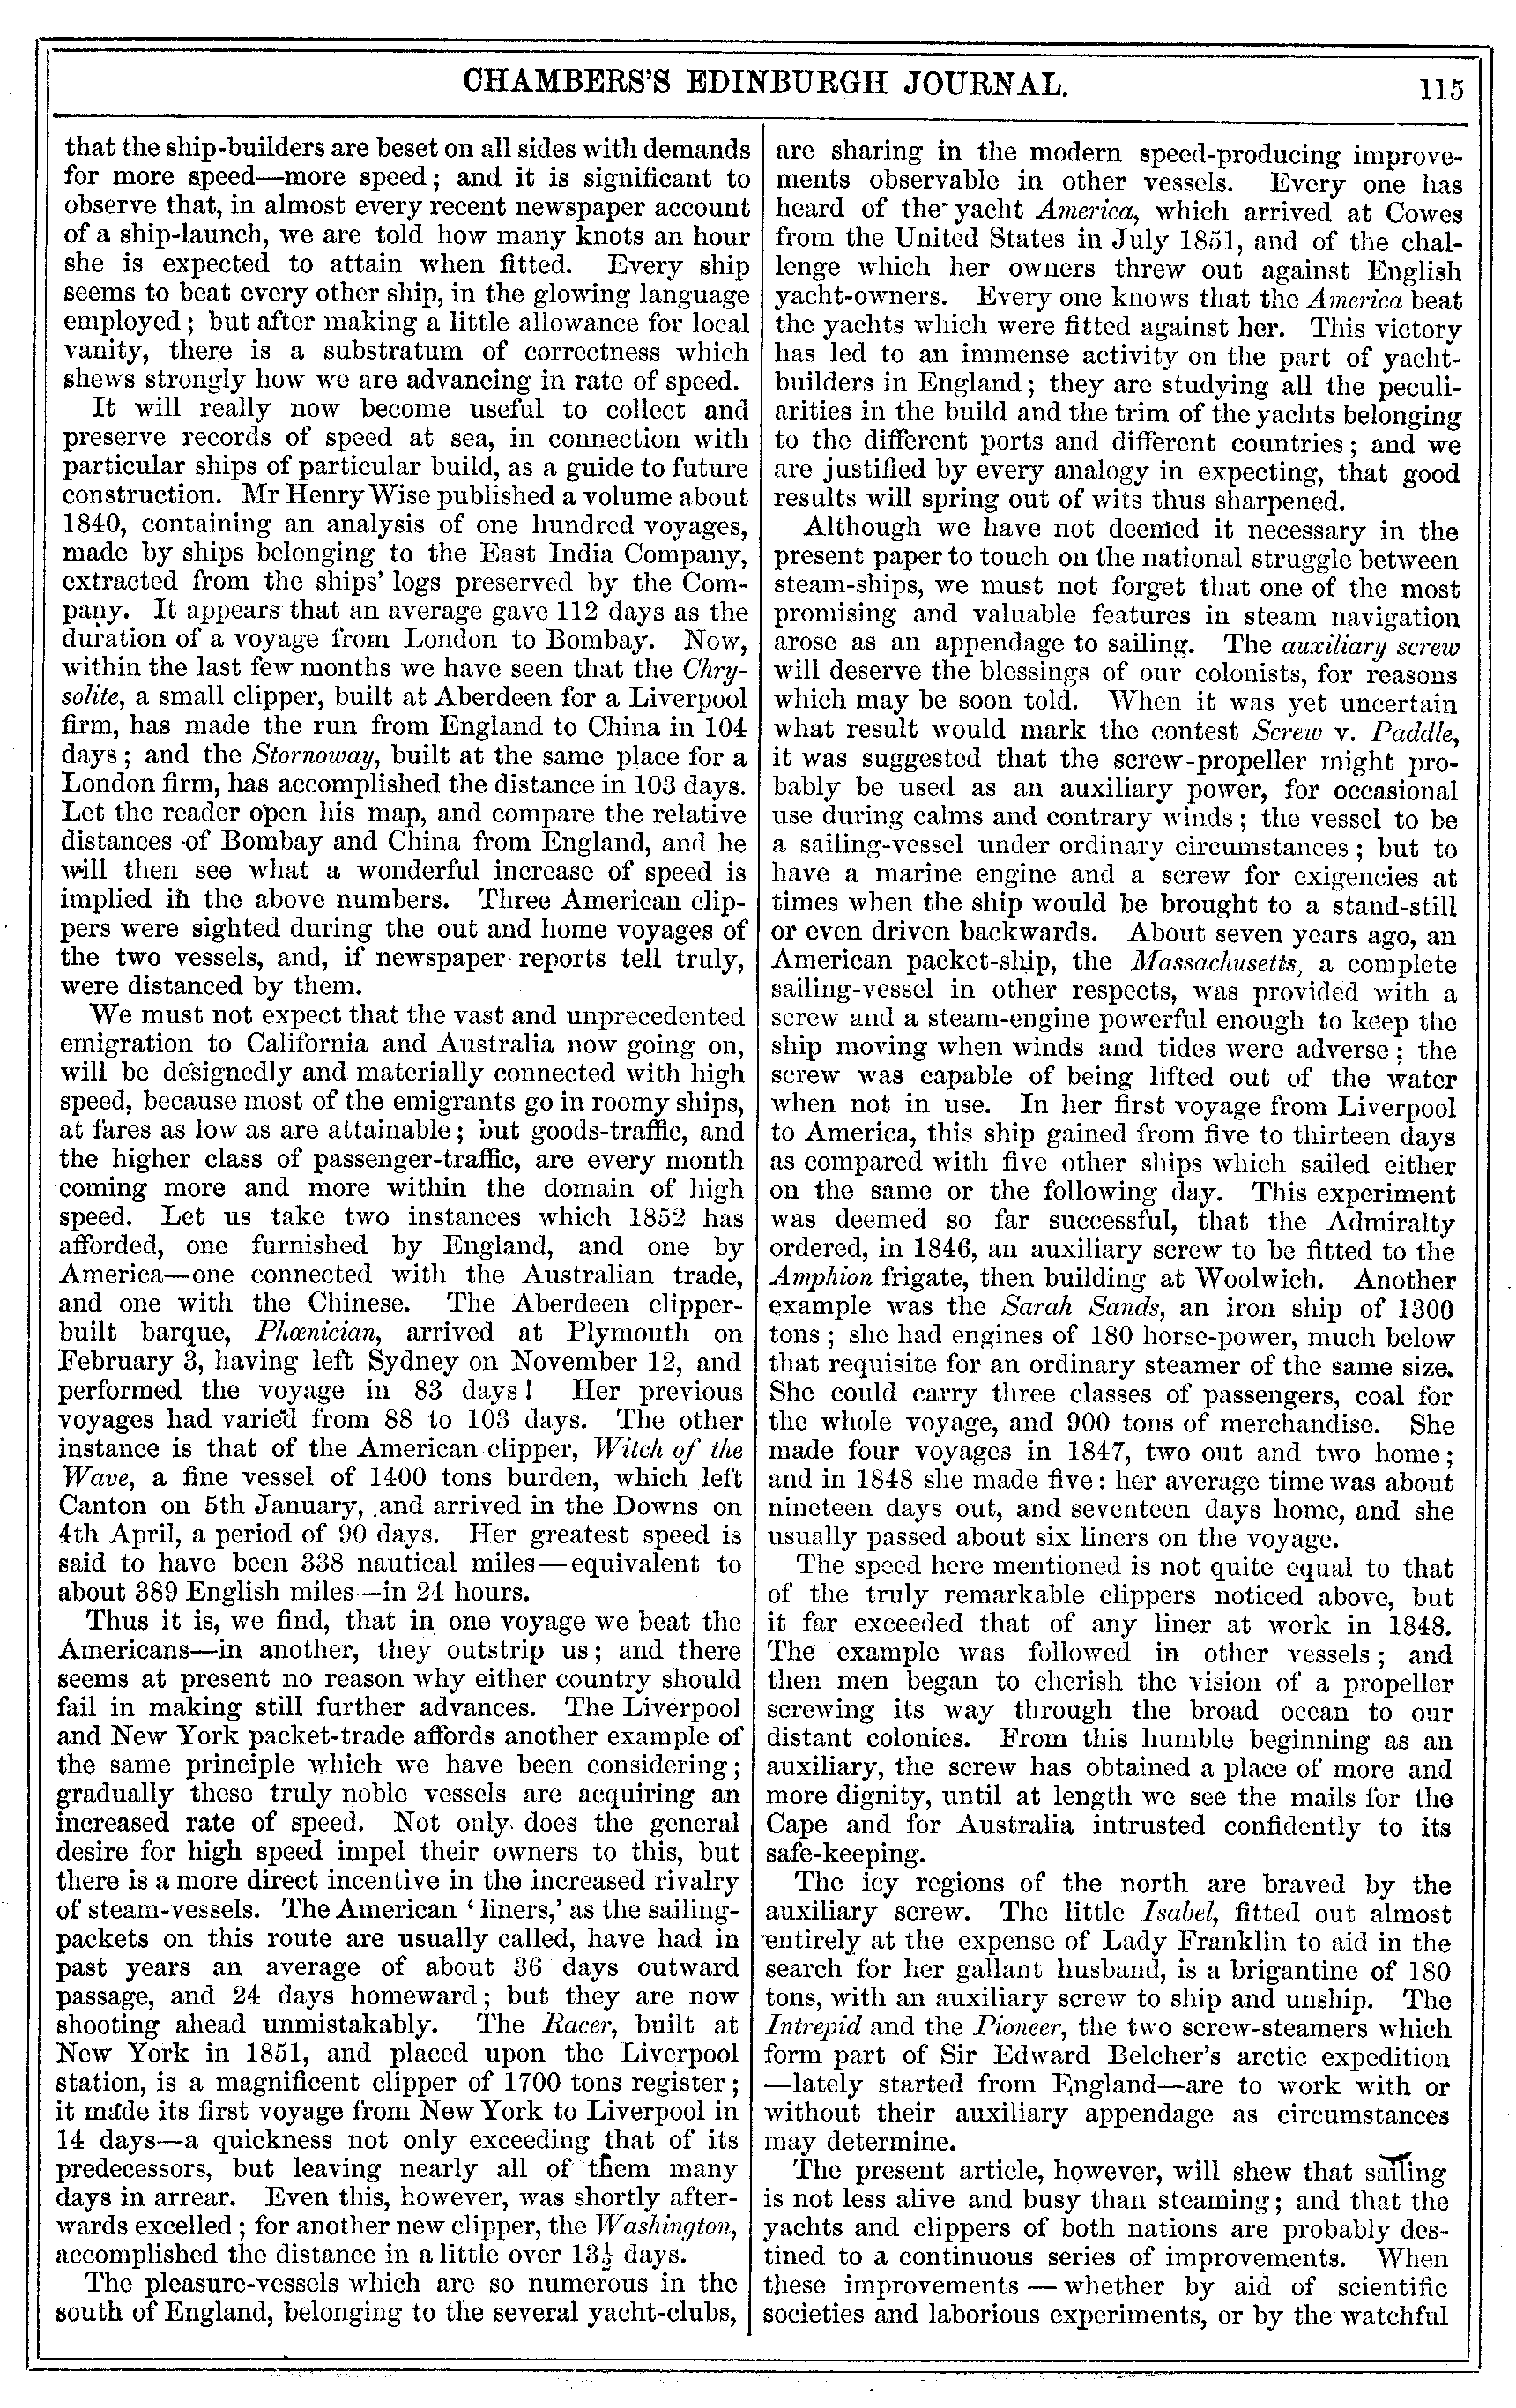 CHAMBERS'S EDINBURGH JOURNAL.
115
that the ship-builders are beset on all sides with demands
for more speed—more speed; and it is significant to
observe that, in almost every recent newspaper account
of a ship-launch, we are told how many knots an hour
she is expected to attain when fitted. Every ship
seems to beat every other ship, in the glowing language
employed; but after making a little allowance for local
vanity, there is a substratum of correctness which
shews strongly how we are advancing in rate of speed.
It will really now become useful to collect and
preserve records of speed at sea, in connection with
particular ships of particular build, as a guide to future
construction. Mr Henry Wise published a volume about
1840, containing an analysis of one hundred voyages,
made by ships belonging to the East India Company,
extracted from the ships' logs preserved by the Com-
pany. It appears that an average gave 112 days as the
duration of a voyage from London to Bombay. Now,
within the last few months we have seen that the Chry-
solite, a small clipper, built at Aberdeen for a Liverpool
firm, has made the run from England to China in 104
days; and the Stornoway, built at the same place for a
London firm, has accomplished the distance in 103 days.
Let the reader open his map, and compare the relative
distances of Bombay and China from England, and he
will then see what a wonderful increase of speed is
implied in the above numbers. Three American clip-
pers were sighted during the out and home voyages of
the two vessels, and, if newspaper reports tell truly,
were distanced by them.
We must not expect that the vast and unprecedented
emigration to California and Australia now going on,
will be designedly and materially connected with high
speed, because most of the emigrants go in roomy ships,
at fares as low as are attainable; but goods-traffic, and
the higher class of passenger-traffic, are every month
coming more and more within the domain of high
speed. Let us take two instances which 1852 has
afforded, one furnished by England, and one by
America—one connected with the Australian trade,
and one with the Chinese. The Aberdeen clipper-
built barque, Phœnician, arrived at Plymouth on
February 3, having left Sydney on November 12, and
performed the voyage in 83 days! Her previous
voyages had varied from 88 to 103 days. The other
instance is that of the American clipper, Witch of the
Wave, a fine vessel of 1400 tons burden, which left
Canton on 5th January, and arrived in the Downs on
4th April, a period of 90 days. Her greatest speed is
said to have been 338 nautical miles—equivalent to
about 389 English miles—in 24 hours.
Thus it is, we find, that in one voyage we beat the
Americans—in another, they outstrip us; and there
seems at present no reason why either country should
fail in making still further advances. The Liverpool
and New York packet-trade affords another example of
the same principle which we have been considering;
gradually these truly noble vessels are acquiring an
increased rate of speed. Not only does the general
desire for high speed impel their owners to this, but
there is a more direct incentive in the increased rivalry
of steam-vessels. The American 'liners,' as the sailing-
packets on this route are usually called, have had in
past years an average of about 36 days outward
passage, and 24 days homeward; but they are now
shooting ahead unmistakably. The Racer, built at
New York in 1851, and placed upon the Liverpool
station, is a magnificent clipper of 1700 tons register;
it made its first voyage from New York to Liverpool in
14 days—a quickness not only exceeding that of its
predecessors, but leaving nearly all of them many
days in arrear. Even this, however, was shortly after-
wards excelled; for another new clipper, the Washington,
accomplished the distance in a little over 13½ days.
The pleasure-vessels which are so numerous in the
south of England, belonging to the several yacht-clubs,
are sharing in the modern speed-producing improve-
ments observable in other vessels. Every one has
heard of the yacht America, which arrived at Cowes
from the United States in July 1851, and of the chal-
lenge which her owners threw out against English
yacht-owners. Every one knows that the America beat
the yachts which were fitted against her. This victory
has led to an immense activity on the part of yacht-
builders in England; they are studying all the peculi-
arities in the build and the trim of the yachts belonging
to the different ports and different countries; and we
are justified by every analogy in expecting, that good
results will spring out of wits thus sharpened.
Although we have not deemed it necessary in the
present paper to touch on the national struggle between
steam-ships, we must not forget that one of the most
promising and valuable features in steam navigation
arose as an appendage to sailing. The auxiliary screw
will deserve the blessings of our colonists, for reasons
which may be soon told. When it was yet uncertain
what result would mark the contest Screw v. Paddle,
it was suggested that the screw-propeller might pro-
bably be used as an auxiliary power, for occasional
use during calms and contrary winds; the vessel to be
a sailing-vessel under ordinary circumstances; but to
have a marine engine and a screw for exigencies at
times when the ship would be brought to a stand-still
or even driven backwards. About seven years ago, an
American packet-ship, the Massachusetts, a complete
sailing-vessel in other respects, was provided with a
screw and a steam-engine powerful enough to keep the
ship moving when winds and tides were adverse; the
screw was capable of being lifted out of the water
when not in use. In her first voyage from Liverpool
to America, this ship gained from five to thirteen days
as compared with five other ships which sailed either
on the same or the following day. This experiment
was deemed so far successful, that the Admiralty
ordered, in 1846, an auxiliary screw to be fitted to the
Amphion frigate, then building at Woolwich. Another
example was the Sarah Sands, an iron ship of 1300
tons; she had engines of 180 horse-power, much below
that requisite for an ordinary steamer of the same size.
She could carry three classes of passengers, coal for
the whole voyage, and 900 tons of merchandise. She
made four voyages in 1847, two out and two home;
and in 1848 she made five: her average time was about
nineteen days out, and seventeen days home, and she
usually passed about six liners on the voyage.
The speed here mentioned is not quite equal to that
of the truly remarkable clippers noticed above, but
it far exceeded that of any liner at work in 1848.
The example was followed in other vessels; and
then men began to cherish the vision of a propeller
screwing its way through the broad ocean to our
distant colonies. From this humble beginning as an
auxiliary, the screw has obtained a place of more and
more dignity, until at length we see the mails for the
Cape and for Australia intrusted confidently to its
safe-keeping.
The icy regions of the north are braved by the
auxiliary screw. The little Isabel, fitted out almost
entirely at the expense of Lady Franklin to aid in the
search for her gallant husband, is a brigantine of 180
tons, with an auxiliary screw to ship and unship. The
Intrepid and the Pioneer, the two screw-steamers which
form part of Sir Edward Belcher's arctic expedition
—lately started from England—are to work with or
without their auxiliary appendage as circumstances
may determine.
The present article, however, will shew that sailing
is not less alive and busy than steaming; and that the
yachts and clippers of both nations are probably des-
tined to a continuous series of improvements. When
these improvements—whether by aid of scientific
societies and laborious experiments, or by the watchful